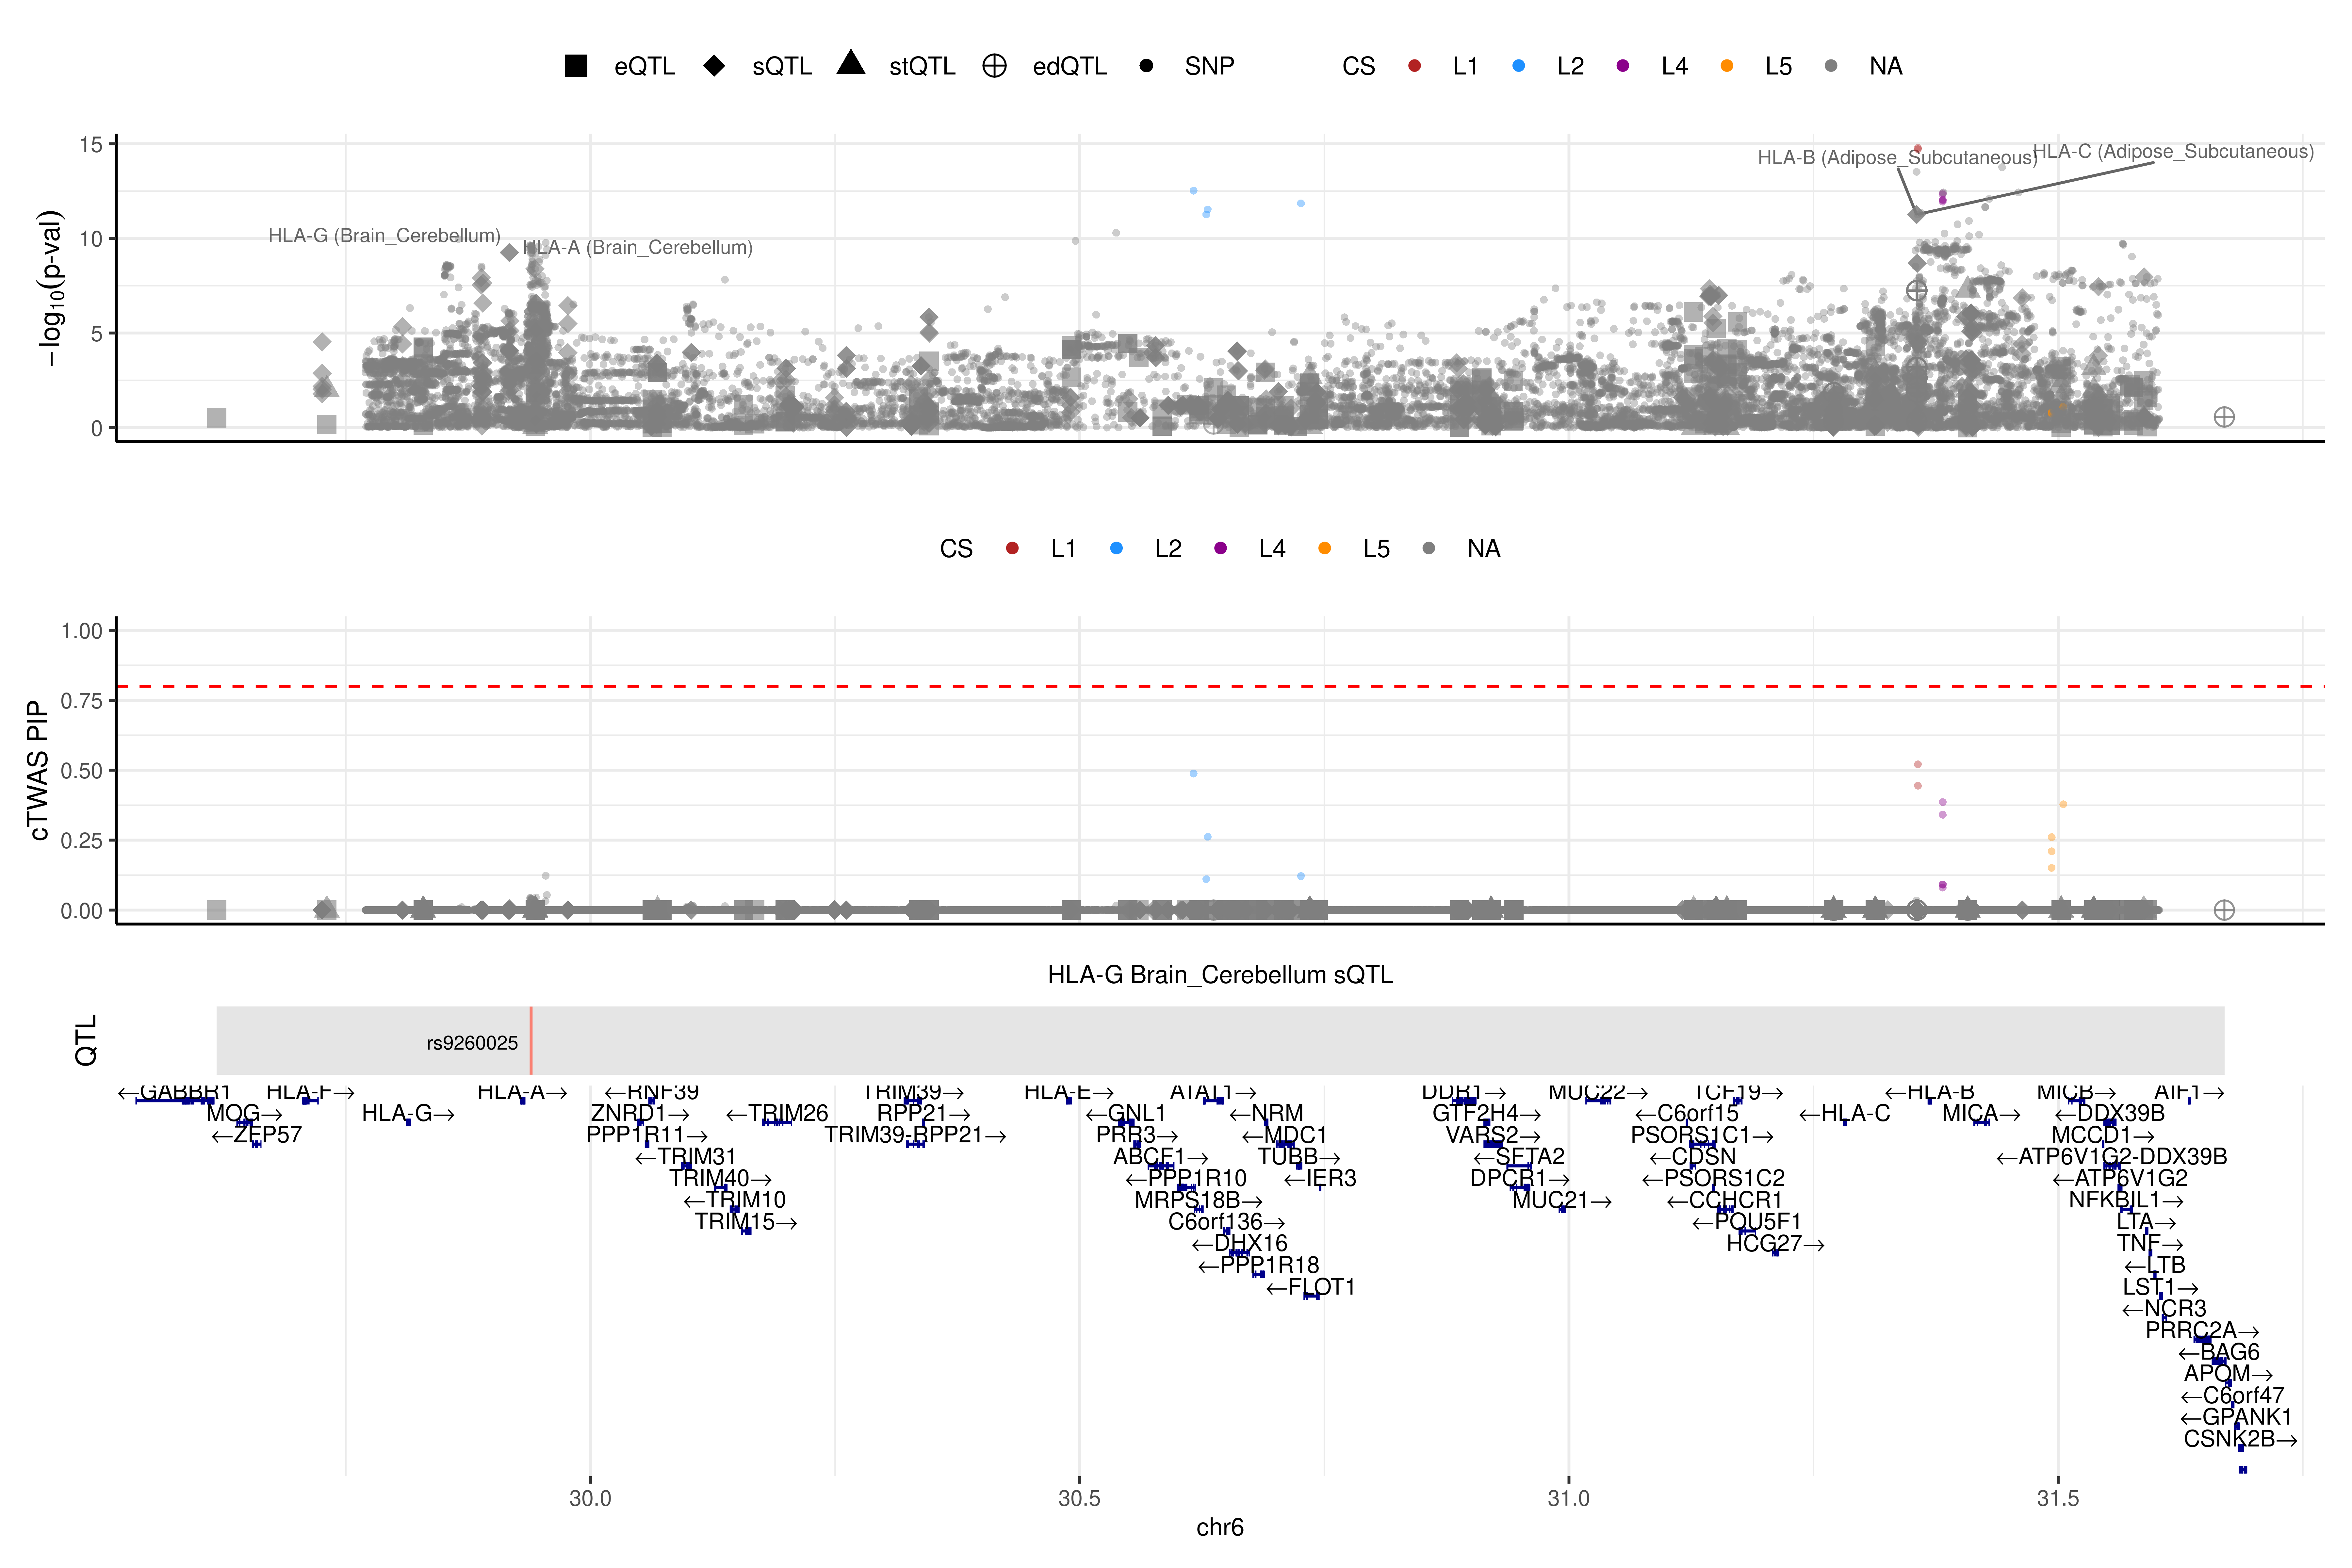 eQTL sQTL stQTL edQTL SNP CS L1 L2 L4 L5 NA
−log10(p-val)
15
10
5
0
HLA-B (Adipose_Subcutaneous)
HLA-C (Adipose_Subcutaneous)
HLA-G (Brain_Cerebellum)
HLA-A (Brain_Cerebellum)
CS L1 L2 L4 L5 NA
cTWAS PIP
1.00
0.75
0.50
0.25
0.00
HLA-G Brain_Cerebellum sQTL
QTL
rs9260025
←GABBR1 HLA-F→ HLA-A→ ←RNF39 TRIM39→ HLA-E→ ATAT1→ DDR1→ MUC22→ TCF19→ ←HLA-B MICB→ AIF1→
MOG→ HLA-G→ ZNRD1→ ←TRIM26 RPP21→ ←GNL1 ←NRM GTF2H4→ ←C6orf15 ←HLA-C MICA→ ←DDX39B
←ZFP57 PPP1R11→ TRIM39-RPP21→ PRR3→ ←MDC1 VARS2→ PSORS1C1→ MCCD1→
←TRIM31 ABCF1→ TUBB→ ←SFTA2 ←CDSN ←ATP6V1G2-DDX39B
TRIM40→ ←PPP1R10 ←IER3 DPCR1→ ←PSORS1C2 ←ATP6V1G2
←TRIM10 MRPS18B→ MUC21→ ←CCHCR1 NFKBIL1→
TRIM15→ C6orf136→ ←POU5F1 LTA→
←DHX16 HCG27→ TNF→
←PPP1R18 ←LTB
←FLOT1 LST1→
←NCR3
PRRC2A→
←BAG6
APOM→
←C6orf47
←GPANK1
CSNK2B→
30.0 30.5 31.0 31.5
chr6